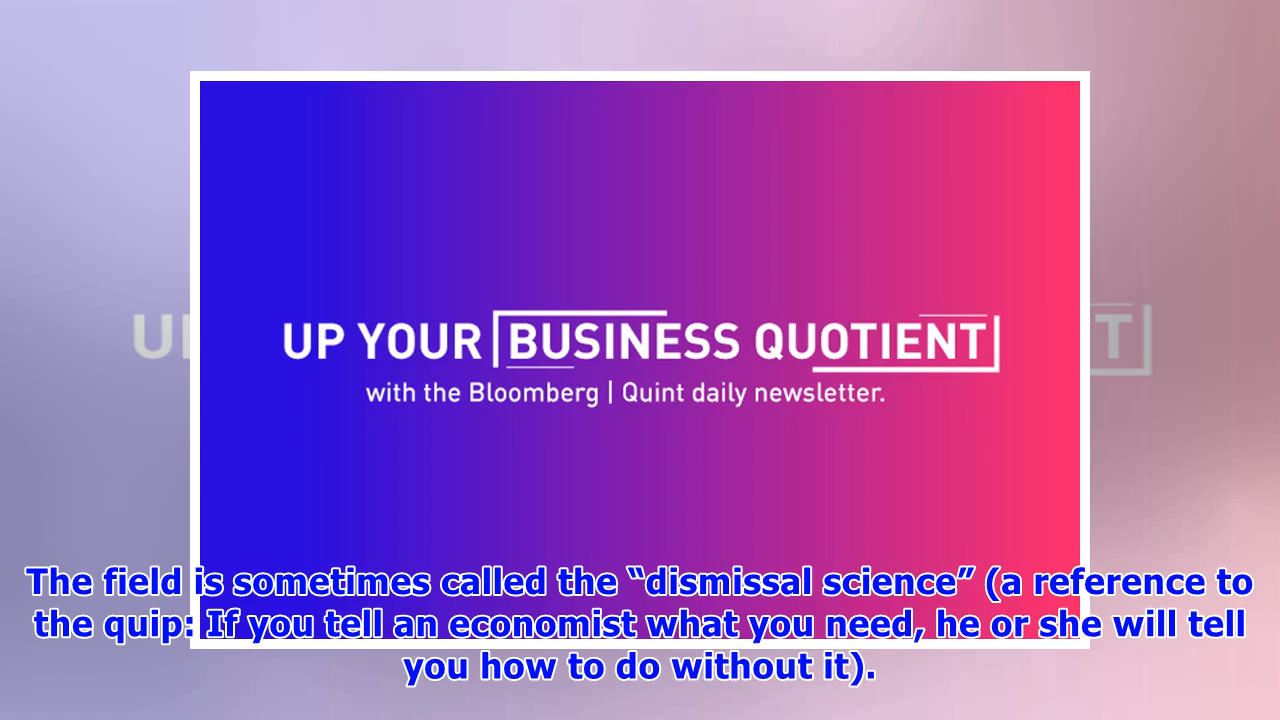 UP YOUR BUSINESS QUOTIENT
with the Bloomberg | Quint daily newsletter.
UP
T
The field is sometimes called the “dismissal science” (a reference to
the quip: If you tell an economist what you need, he or she will tell
you how to do without it).